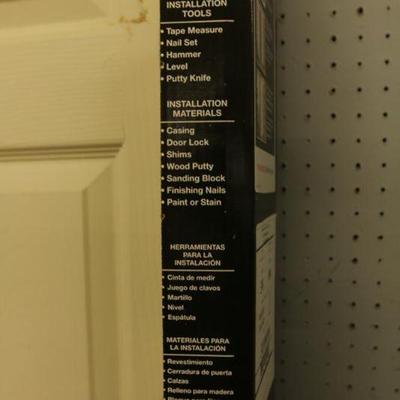 INSTALLATION
TOOLS
• Tape Measure
• Nail Set
• Hammer
• Level
• Putty Knife
INSTALLATION
MATERIALS
• Casing
• Door Lock
• Shims
• Wood Putty
• Sanding Block
• Finishing Nails
• Paint or Stain
HERRAMIENTAS
PARA LA
INSTALACIÓN
• Cinta de medir
• Juego de clavos
• Martillo
• Nivel
• Espátula
MATERIALES PARA
LA INSTALACIÓN
• Revestimiento
• Cerradura de puerta
• Calzas
• Relleno para madera